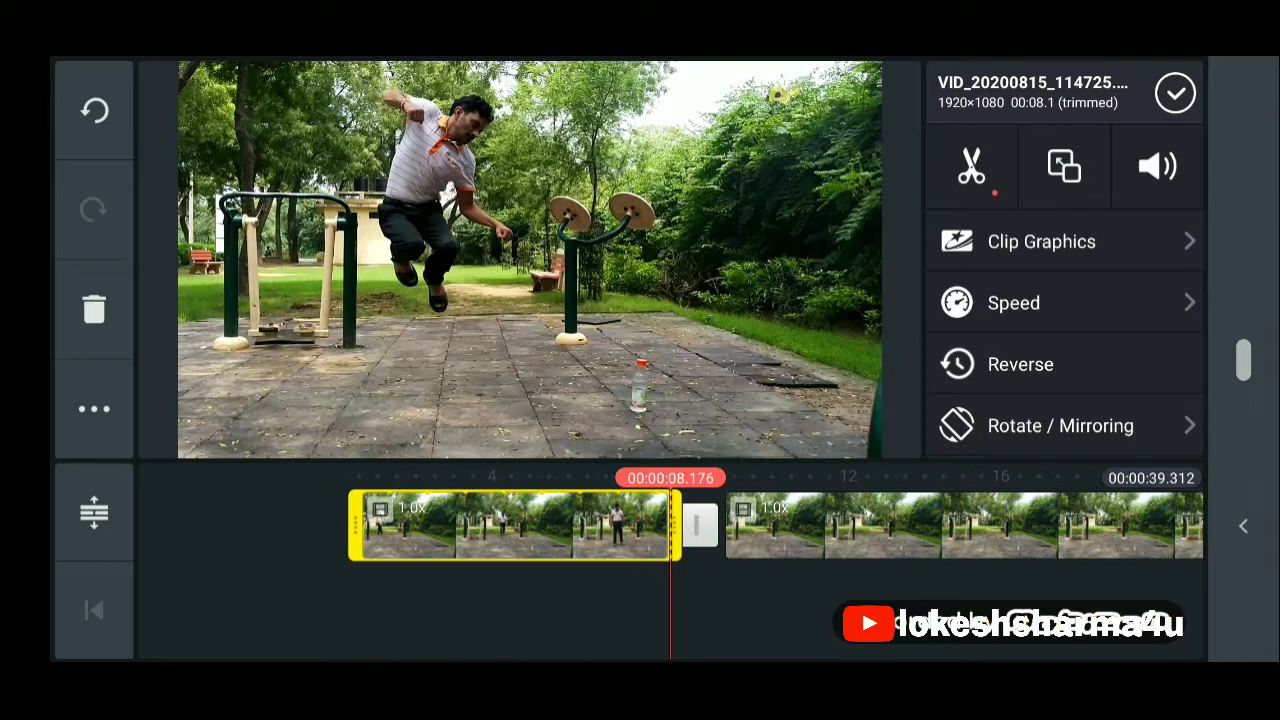 VID_20200815_114725....
1920×1080 00:08.1 (trimmed)
Clip Graphics
Speed
Reverse
Rotate / Mirroring
4
00:00:08.176
12
16
00:00:39.312
1.0x
1.0x
lokeshsharma4u